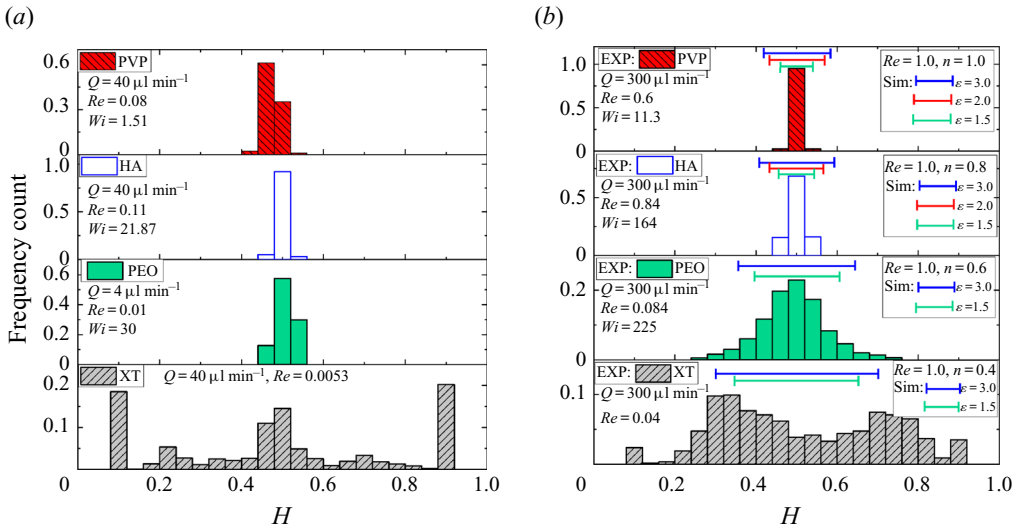 (a)
Frequency count
0.6
0.3
0
PVP
Q = 40 μl min⁻¹
Re = 0.08
Wi = 1.51
1.0
0.5
0
HA
Q = 40 μl min⁻¹
Re = 0.11
Wi = 21.87
0.6
0.4
0.2
0
PEO
Q = 4 μl min⁻¹
Re = 0.01
Wi = 30
0.2
0.1
XT
Q = 40 μl min⁻¹, Re = 0.0053
0 0.2 0.4 0.6 0.8 1.0
H
(b)
1.0
0.5
0
EXP: PVP
Q = 300 μl min⁻¹
Re = 0.6
Wi = 11.3
Re = 1.0, n = 1.0
Sim: ε = 3.0
ε = 2.0
ε = 1.5
1.0
0.5
0
EXP: HA
Q = 300 μl min⁻¹
Re = 0.84
Wi = 164
Re = 1.0, n = 0.8
Sim: ε = 3.0
ε = 2.0
ε = 1.5
0.2
0
EXP: PEO
Q = 300 μl min⁻¹
Re = 0.084
Wi = 225
Re = 1.0, n = 0.6
Sim: ε = 3.0
ε = 1.5
0.1
EXP: XT
Q = 300 μl min⁻¹
Re = 0.04
Re = 1.0, n = 0.4
Sim: ε = 3.0
ε = 1.5
0 0.2 0.4 0.6 0.8 1.0
H